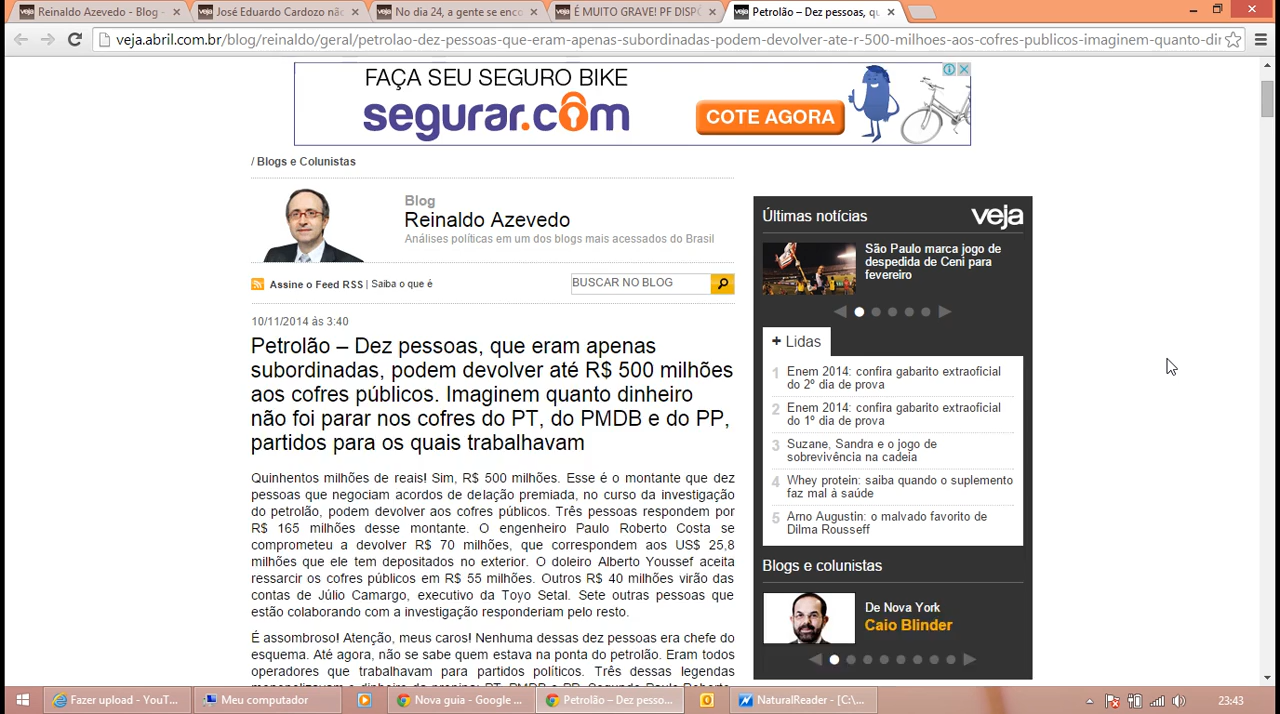 Reinaldo Azevedo - Blog -
José Eduardo Cardozo nã
No dia 24, a gente se enco
É MUITO GRAVE! PF DISP
Petrolão – Dez pessoas, qu
veja.abril.com.br/blog/reinaldo/geral/petrolao-dez-pessoas-que-eram-apenas-subordinadas-podem-devolver-ate-r-500-milhoes-aos-cofres-publicos-imaginem-quanto-di
FAÇA SEU SEGURO BIKE
segurar.com
COTE AGORA
/ Blogs e Colunistas
Blog
Reinaldo Azevedo
Análises políticas em um dos blogs mais acessados do Brasil
Assine o Feed RSS | Saiba o que é
BUSCAR NO BLOG
10/11/2014 às 3:40
Petrolão – Dez pessoas, que eram apenas
subordinadas, podem devolver até R$ 500 milhões
aos cofres públicos. Imaginem quanto dinheiro
não foi parar nos cofres do PT, do PMDB e do PP,
partidos para os quais trabalhavam
Quinhentos milhões de reais! Sim, R$ 500 milhões. Esse é o montante que dez
pessoas que negociam acordos de delação premiada, no curso da investigação
do petrolão, podem devolver aos cofres públicos. Três pessoas respondem por
R$ 165 milhões desse montante. O engenheiro Paulo Roberto Costa se
comprometeu a devolver R$ 70 milhões, que correspondem aos US$ 25,8
milhões que ele tem depositados no exterior. O doleiro Alberto Youssef aceita
ressarcir os cofres públicos em R$ 55 milhões. Outros R$ 40 milhões virão das
contas de Júlio Camargo, executivo da Toyo Setal. Sete outras pessoas que
estão colaborando com a investigação responderiam pelo resto.
É assombroso! Atenção, meus caros! Nenhuma dessas dez pessoas era chefe do
esquema. Até agora, não se sabe quem estava na ponta do petrolão. Eram todos
operadores que trabalhavam para partidos políticos. Três dessas legendas
Últimas notícias
veja
São Paulo marca jogo de
despedida de Ceni para
fevereiro
+ Lidas
1 Enem 2014: confira gabarito extraoficial
do 2º dia de prova
2 Enem 2014: confira gabarito extraoficial
do 1º dia de prova
3 Suzane, Sandra e o jogo de
sobrevivência na cadeia
4 Whey protein: saiba quando o suplemento
faz mal à saúde
5 Arno Augustin: o malvado favorito de
Dilma Rousseff
Blogs e colunistas
De Nova York
Caio Blinder
Fazer upload - YouT...
Meu computador
Nova guia - Google ...
Petrolão – Dez pesso...
NaturalReader - [C:\...
23:43